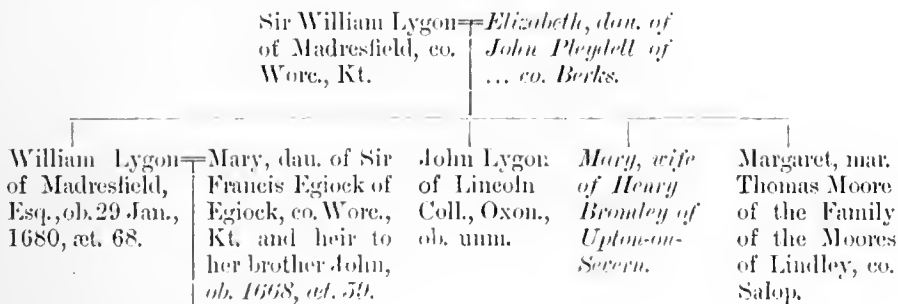 Sir William Lygon
of Madresfield, co.
Worc., Kt.
Elizabeth, dau. of
John Pleydell of
... co. Berks.
William Lygon
of Madresfield,
Esq., ob. 29 Jan.,
1680, æt. 68.
Mary, dau. of Sir
Francis Egiock of
Egiock, co. Worc.,
Kt. and heir to
her brother John,
ob. 1668, æt. 59.
John Lygon
of Lincoln
Coll., Oxon.,
ob. unm.
Mary, wife
of Henry
Bromley of
Upton-on-
Severn.
Margaret, mar.
Thomas Moore
of the Family
of the Moores
of Lindley, co.
Salop.